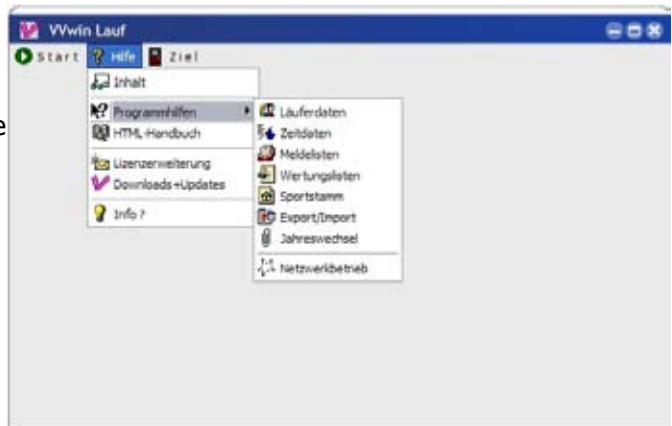 VVwin Lauf
Start Hilfe Ziel
Inhalt
Programmhilfen
HTML-Handbuch
Lizenzerweiterung
Downloads+Updates
Info ?
Läuferdaten
Zeitdaten
Meldelisten
Wertungslisten
Sportstamm
Export/Import
Jahreswechsel
Netzwerkbetrieb
e